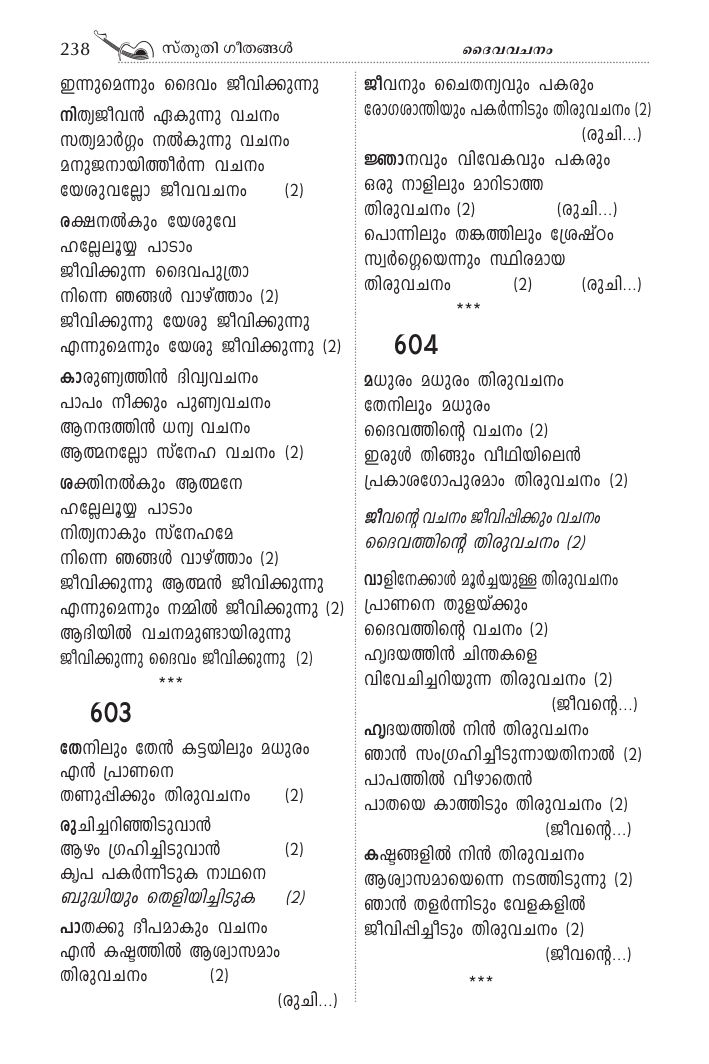 238 സ്തുതി ഗീതങ്ങൾ ദൈവവചനം
ഇന്നുമെന്നും ദൈവം ജീവിക്കുന്നു
നിത്യജീവൻ ഏകുന്നു വചനം
സത്യമാർഗ്ഗം നൽകുന്നു വചനം
മനുജനായിത്തീർന്ന വചനം
യേശുവല്ലോ ജീവവചനം (2)
രക്ഷനൽകും യേശുവേ
ഹല്ലേലൂയ്യ പാടാം
ജീവിക്കുന്ന ദൈവപുത്രാ
നിന്നെ ഞങ്ങൾ വാഴ്ത്താം (2)
ജീവിക്കുന്നു യേശു ജീവിക്കുന്നു
എന്നുമെന്നും യേശു ജീവിക്കുന്നു (2)
കാരുണ്യത്തിൻ ദിവ്യവചനം
പാപം നീക്കും പുണ്യവചനം
ആനന്ദത്തിൻ ധന്യ വചനം
ആത്മനല്ലോ സ്നേഹ വചനം (2)
ശക്തിനൽകും ആത്മനേ
ഹല്ലേലൂയ്യ പാടാം
നിത്യനാകും സ്നേഹമേ
നിന്നെ ഞങ്ങൾ വാഴ്ത്താം (2)
ജീവിക്കുന്നു ആത്മൻ ജീവിക്കുന്നു
എന്നുമെന്നും നമ്മിൽ ജീവിക്കുന്നു (2)
ആദിയിൽ വചനമുണ്ടായിരുന്നു
ജീവിക്കുന്നു ദൈവം ജീവിക്കുന്നു (2)
***
603
തേനിലും തേൻ കട്ടയിലും മധുരം
എൻ പ്രാണനെ
തണുപ്പിക്കും തിരുവചനം (2)
രുചിച്ചറിഞ്ഞിടുവാൻ
ആഴം ഗ്രഹിച്ചിടുവാൻ (2)
കൃപ പകർന്നീടുക നാഥനെ
ബുദ്ധിയും തെളിയിച്ചിടുക (2)
പാതക്കു ദീപമാകും വചനം
എൻ കഷ്ടത്തിൽ ആശ്വാസമാം
തിരുവചനം (2)
(രുചി...)
ജീവനും ചൈതന്യവും പകരും
രോഗശാന്തിയും പകർന്നിടും തിരുവചനം (2)
(രുചി...)
ജ്ഞാനവും വിവേകവും പകരും
ഒരു നാളിലും മാറിടാത്ത
തിരുവചനം (2) (രുചി...)
പൊന്നിലും തങ്കത്തിലും ശ്രേഷ്ഠം
സ്വർഗ്ഗെയെന്നും സ്ഥിരമായ
തിരുവചനം (2) (രുചി...)
***
604
മധുരം മധുരം തിരുവചനം
തേനിലും മധുരം
ദൈവത്തിന്റെ വചനം (2)
ഇരുൾ തിങ്ങും വീഥിയിലെൻ
പ്രകാശഗോപുരമാം തിരുവചനം (2)
ജീവന്റെ വചനം ജീവിപ്പിക്കും വചനം
ദൈവത്തിന്റെ തിരുവചനം (2)
വാളിനേക്കാൾ മൂർച്ചയുള്ള തിരുവചനം
പ്രാണനെ തുളയ്ക്കും
ദൈവത്തിന്റെ വചനം (2)
ഹൃദയത്തിൻ ചിന്തകളെ
വിവേചിച്ചറിയുന്ന തിരുവചനം (2)
(ജീവന്റെ...)
ഹൃദയത്തിൽ നിൻ തിരുവചനം
ഞാൻ സംഗ്രഹിച്ചീടുന്നായതിനാൽ (2)
പാപത്തിൽ വീഴാതെൻ
പാതയെ കാത്തിടും തിരുവചനം (2)
(ജീവന്റെ...)
കഷ്ടങ്ങളിൽ നിൻ തിരുവചനം
ആശ്വാസമായെന്നെ നടത്തിടുന്നു (2)
ഞാൻ തളർന്നിടും വേളകളിൽ
ജീവിപ്പിച്ചീടും തിരുവചനം (2)
(ജീവന്റെ...)
***